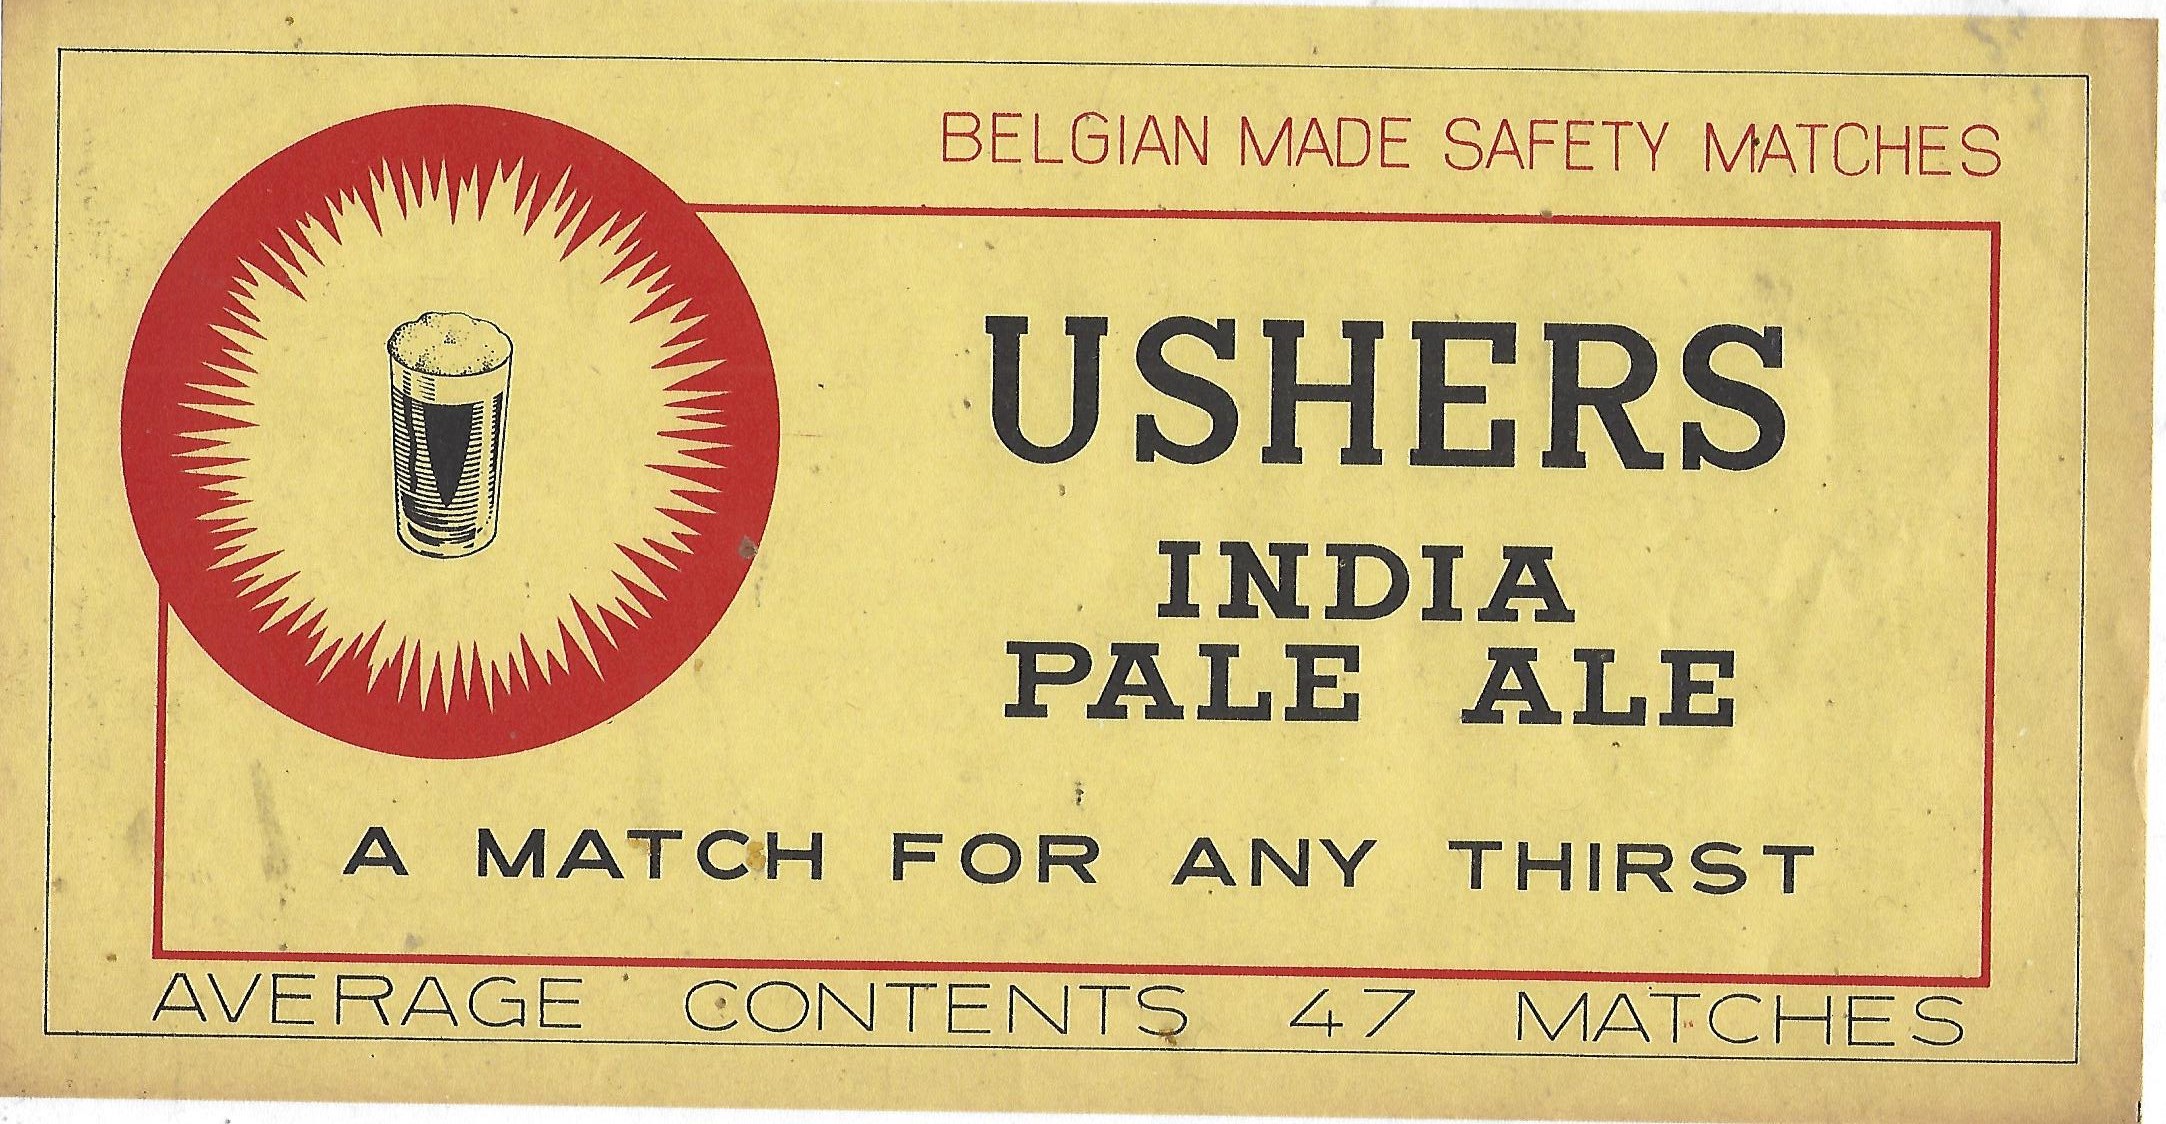 BELGIAN MADE SAFETY MATCHES
USHERS
INDIA
PALE ALE
A MATCH FOR ANY THIRST
AVERAGE CONTENTS 47 MATCHES